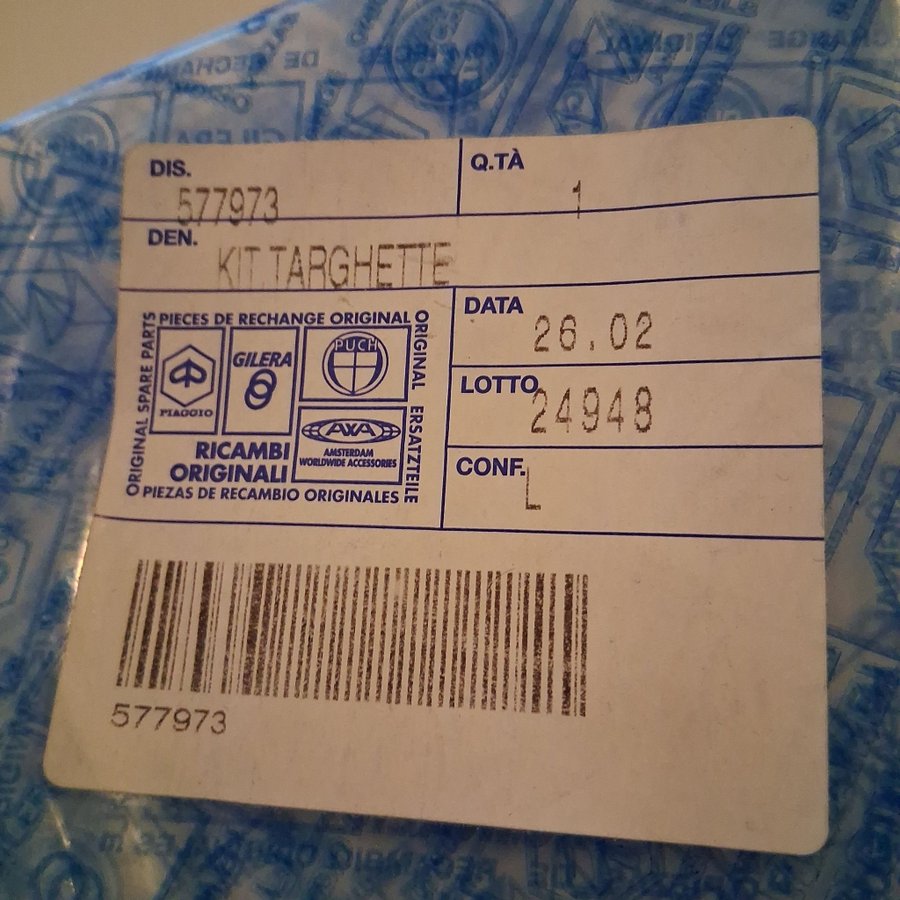 DIS.
577973
Q.TÀ
1
DEN.
KIT.TARGHETTE
PIECES DE RECHANGE ORIGINAL
ORIGINAL SPARE PARTS
ORIGINAL ERSATZTEILE
PIAGGIO
GILERA
PUCH
AWA
AMSTERDAM
WORLDWIDE ACCESSORIES
RICAMBI
ORIGINALI
PIEZAS DE RECAMBIO ORIGINALES
DATA
26.02
LOTTO
24948
CONF.
L
577973